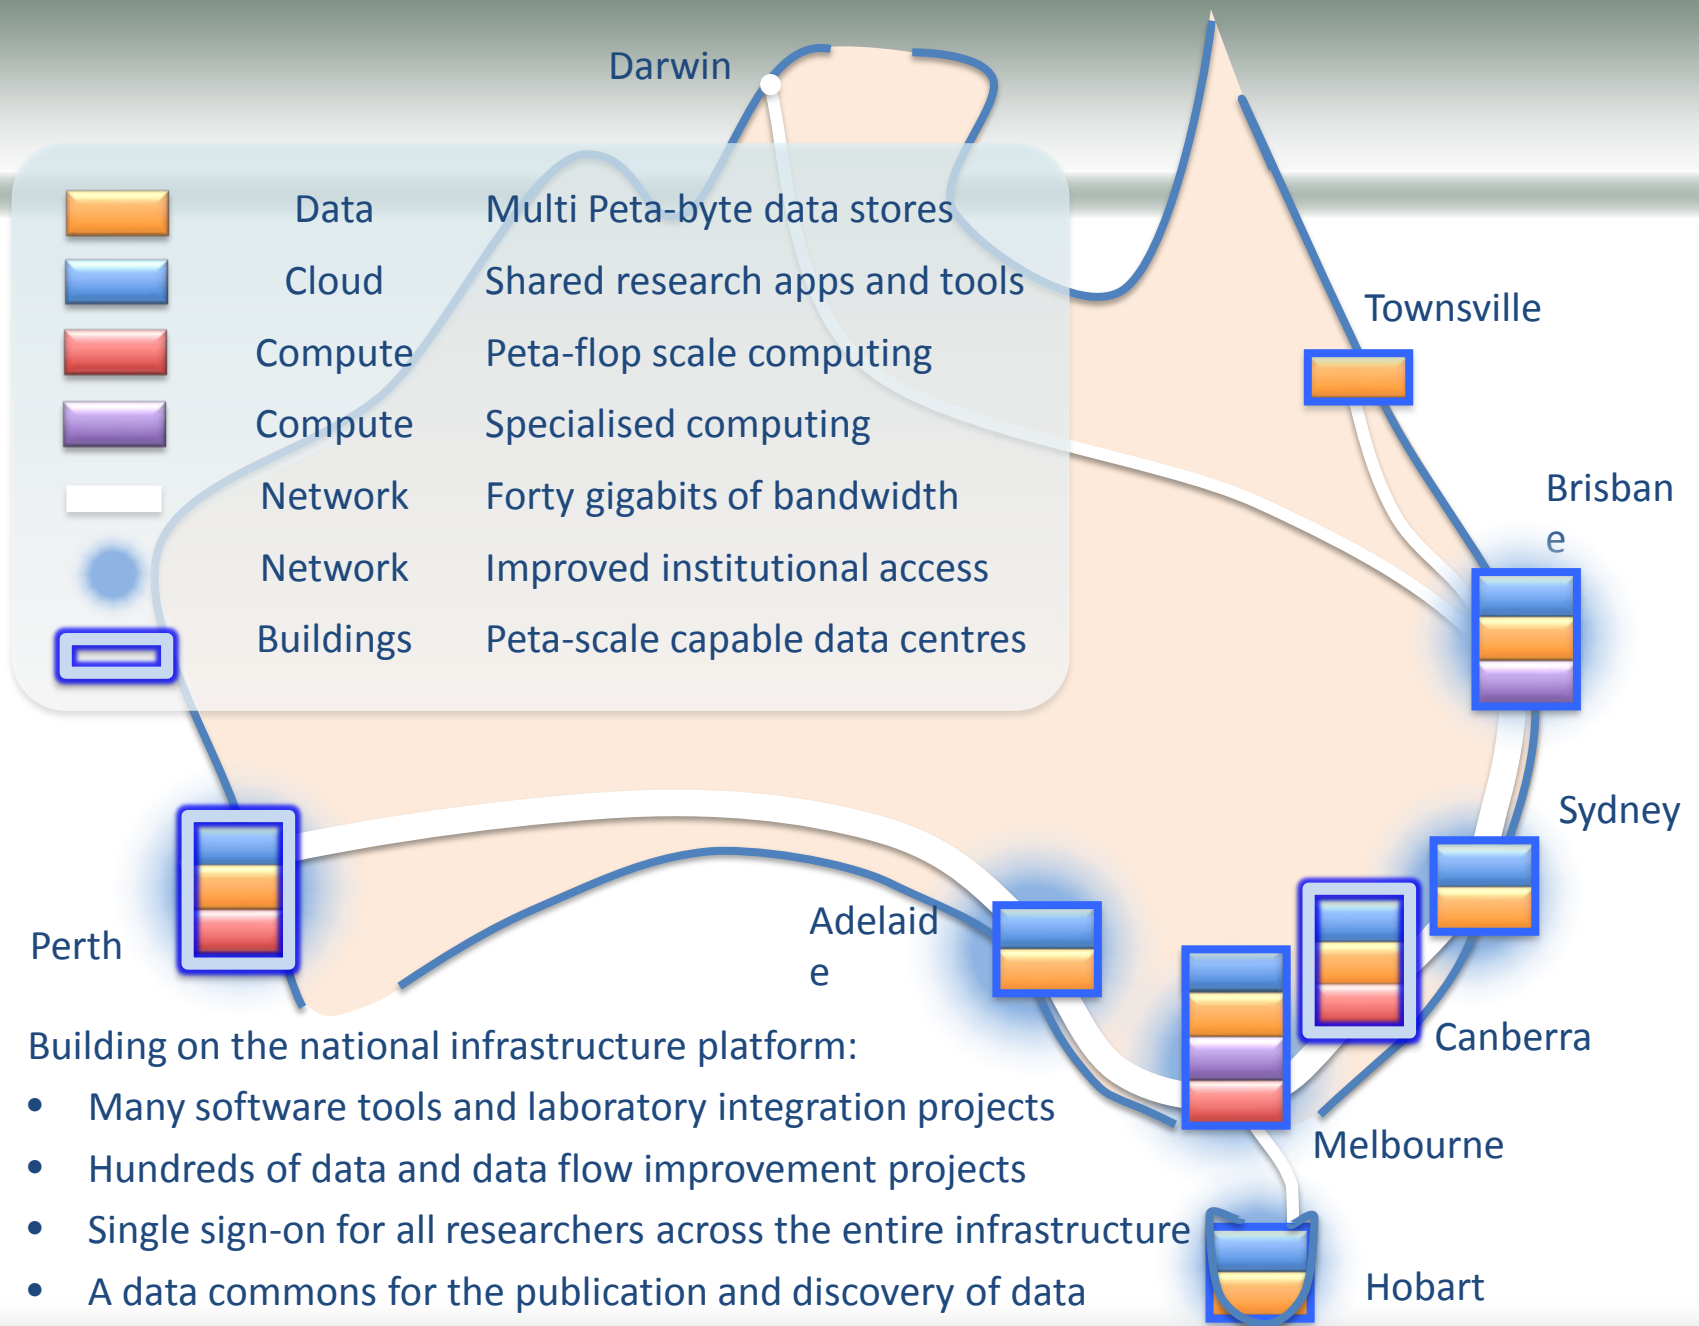 Darwin
Data Multi Peta-byte data stores
Cloud Shared research apps and tools
Compute Peta-flop scale computing
Compute Specialised computing
Network Forty gigabits of bandwidth
Network Improved institutional access
Buildings Peta-scale capable data centres
Townsville
Brisban
e
Sydney
Adelaid
e
Perth
Canberra
Melbourne
Hobart
Building on the national infrastructure platform:
• Many software tools and laboratory integration projects
• Hundreds of data and data flow improvement projects
• Single sign-on for all researchers across the entire infrastructure
• A data commons for the publication and discovery of data